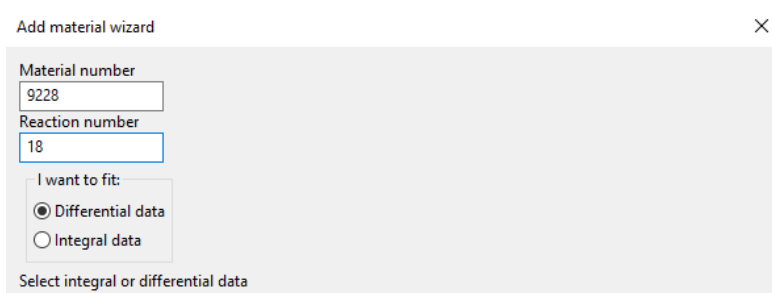 Add material wizard
Material number
9228
Reaction number
18
I want to fit:
Differential data
Integral data
Select integral or differential data